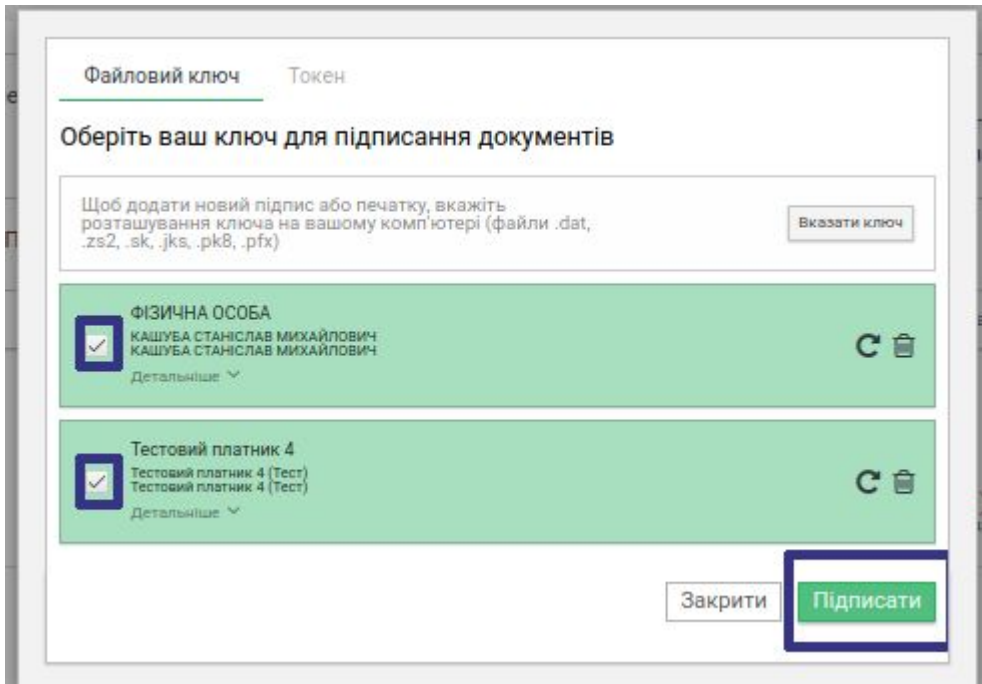 Файловий ключ Токен
Оберіть ваш ключ для підписання документів
Щоб додати новий підпис або печатку, вкажіть
розташування ключа на вашому комп'ютері (файли .dat,
.zs2, .sk, .jks, .pk8, .pfx)
Вказати ключ
ФІЗИЧНА ОСОБА
КАШУБА СТАНІСЛАВ МИХАЙЛОВИЧ
КАШУБА СТАНІСЛАВ МИХАЙЛОВИЧ
Детальніше
Тестовий платник 4
Тестовий платник 4 (Тест)
Тестовий платник 4 (Тест)
Детальніше
Закрити Підписати